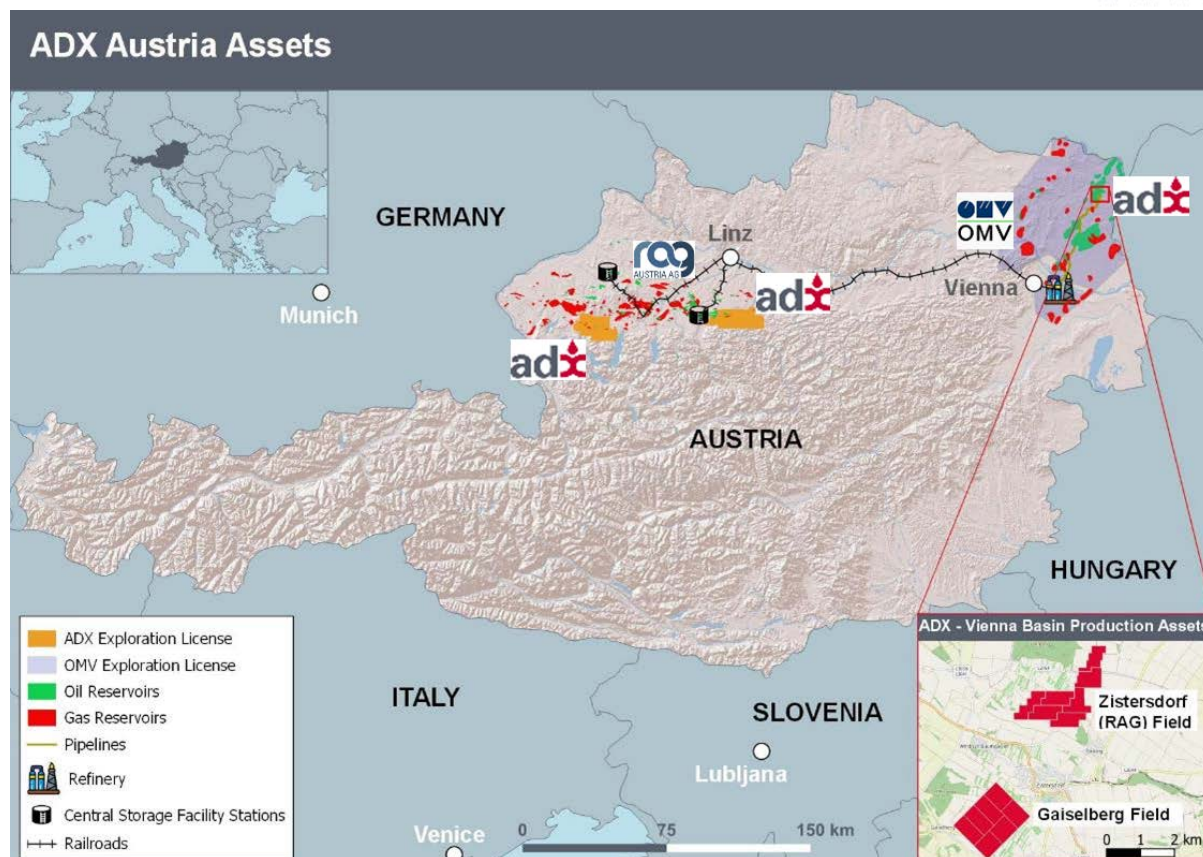 ADX Austria Assets
GERMANY
Munich
rag
AUSTRIA AG
Linz
adx
adx
OMV
OMV
adx
Vienna
AUSTRIA
HUNGARY
ITALY
SLOVENIA
Lubljana
Venice
0 75 150 km
ADX Exploration License
OMV Exploration License
Oil Reservoirs
Gas Reservoirs
Pipelines
Refinery
Central Storage Facility Stations
Railroads
ADX - Vienna Basin Production Assets
Zistersdorf
(RAG) Field
Gaiselberg Field
0 1 2 km